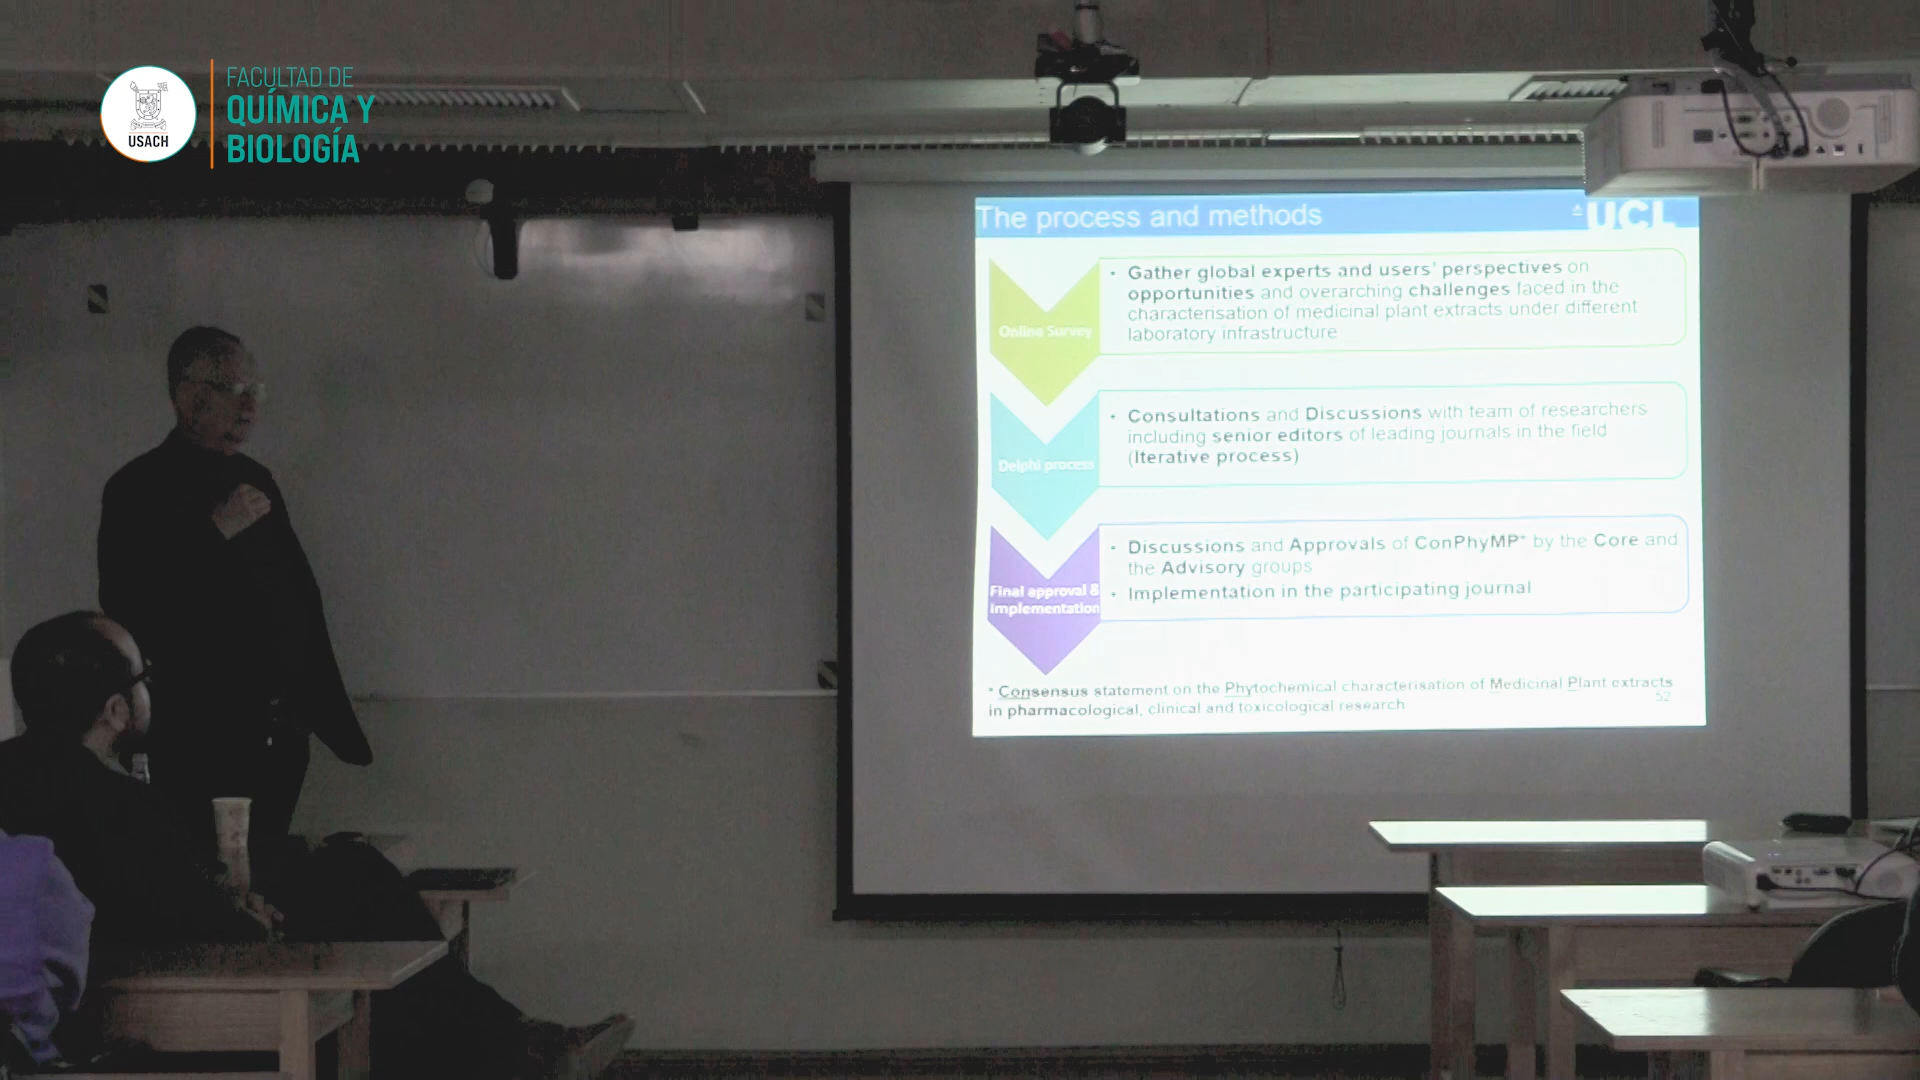 USACH
FACULTAD DE
QUÍMICA Y
BIOLOGÍA
The process and methods
UCL
Online Survey
• Gather global experts and users' perspectives on
opportunities and overarching challenges faced in the
characterisation of medicinal plant extracts under different
laboratory infrastructure
Delphi process
• Consultations and Discussions with team of researchers
including senior editors of leading journals in the field
(Iterative process)
Final approval &
Implementation
• Discussions and Approvals of ConPhyMP* by the Core and
the Advisory groups
• Implementation in the participating journal
* Consensus statement on the Phytochemical characterisation of Medicinal Plant extracts
in pharmacological, clinical and toxicological research
52